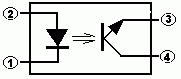 ② ③
① ④